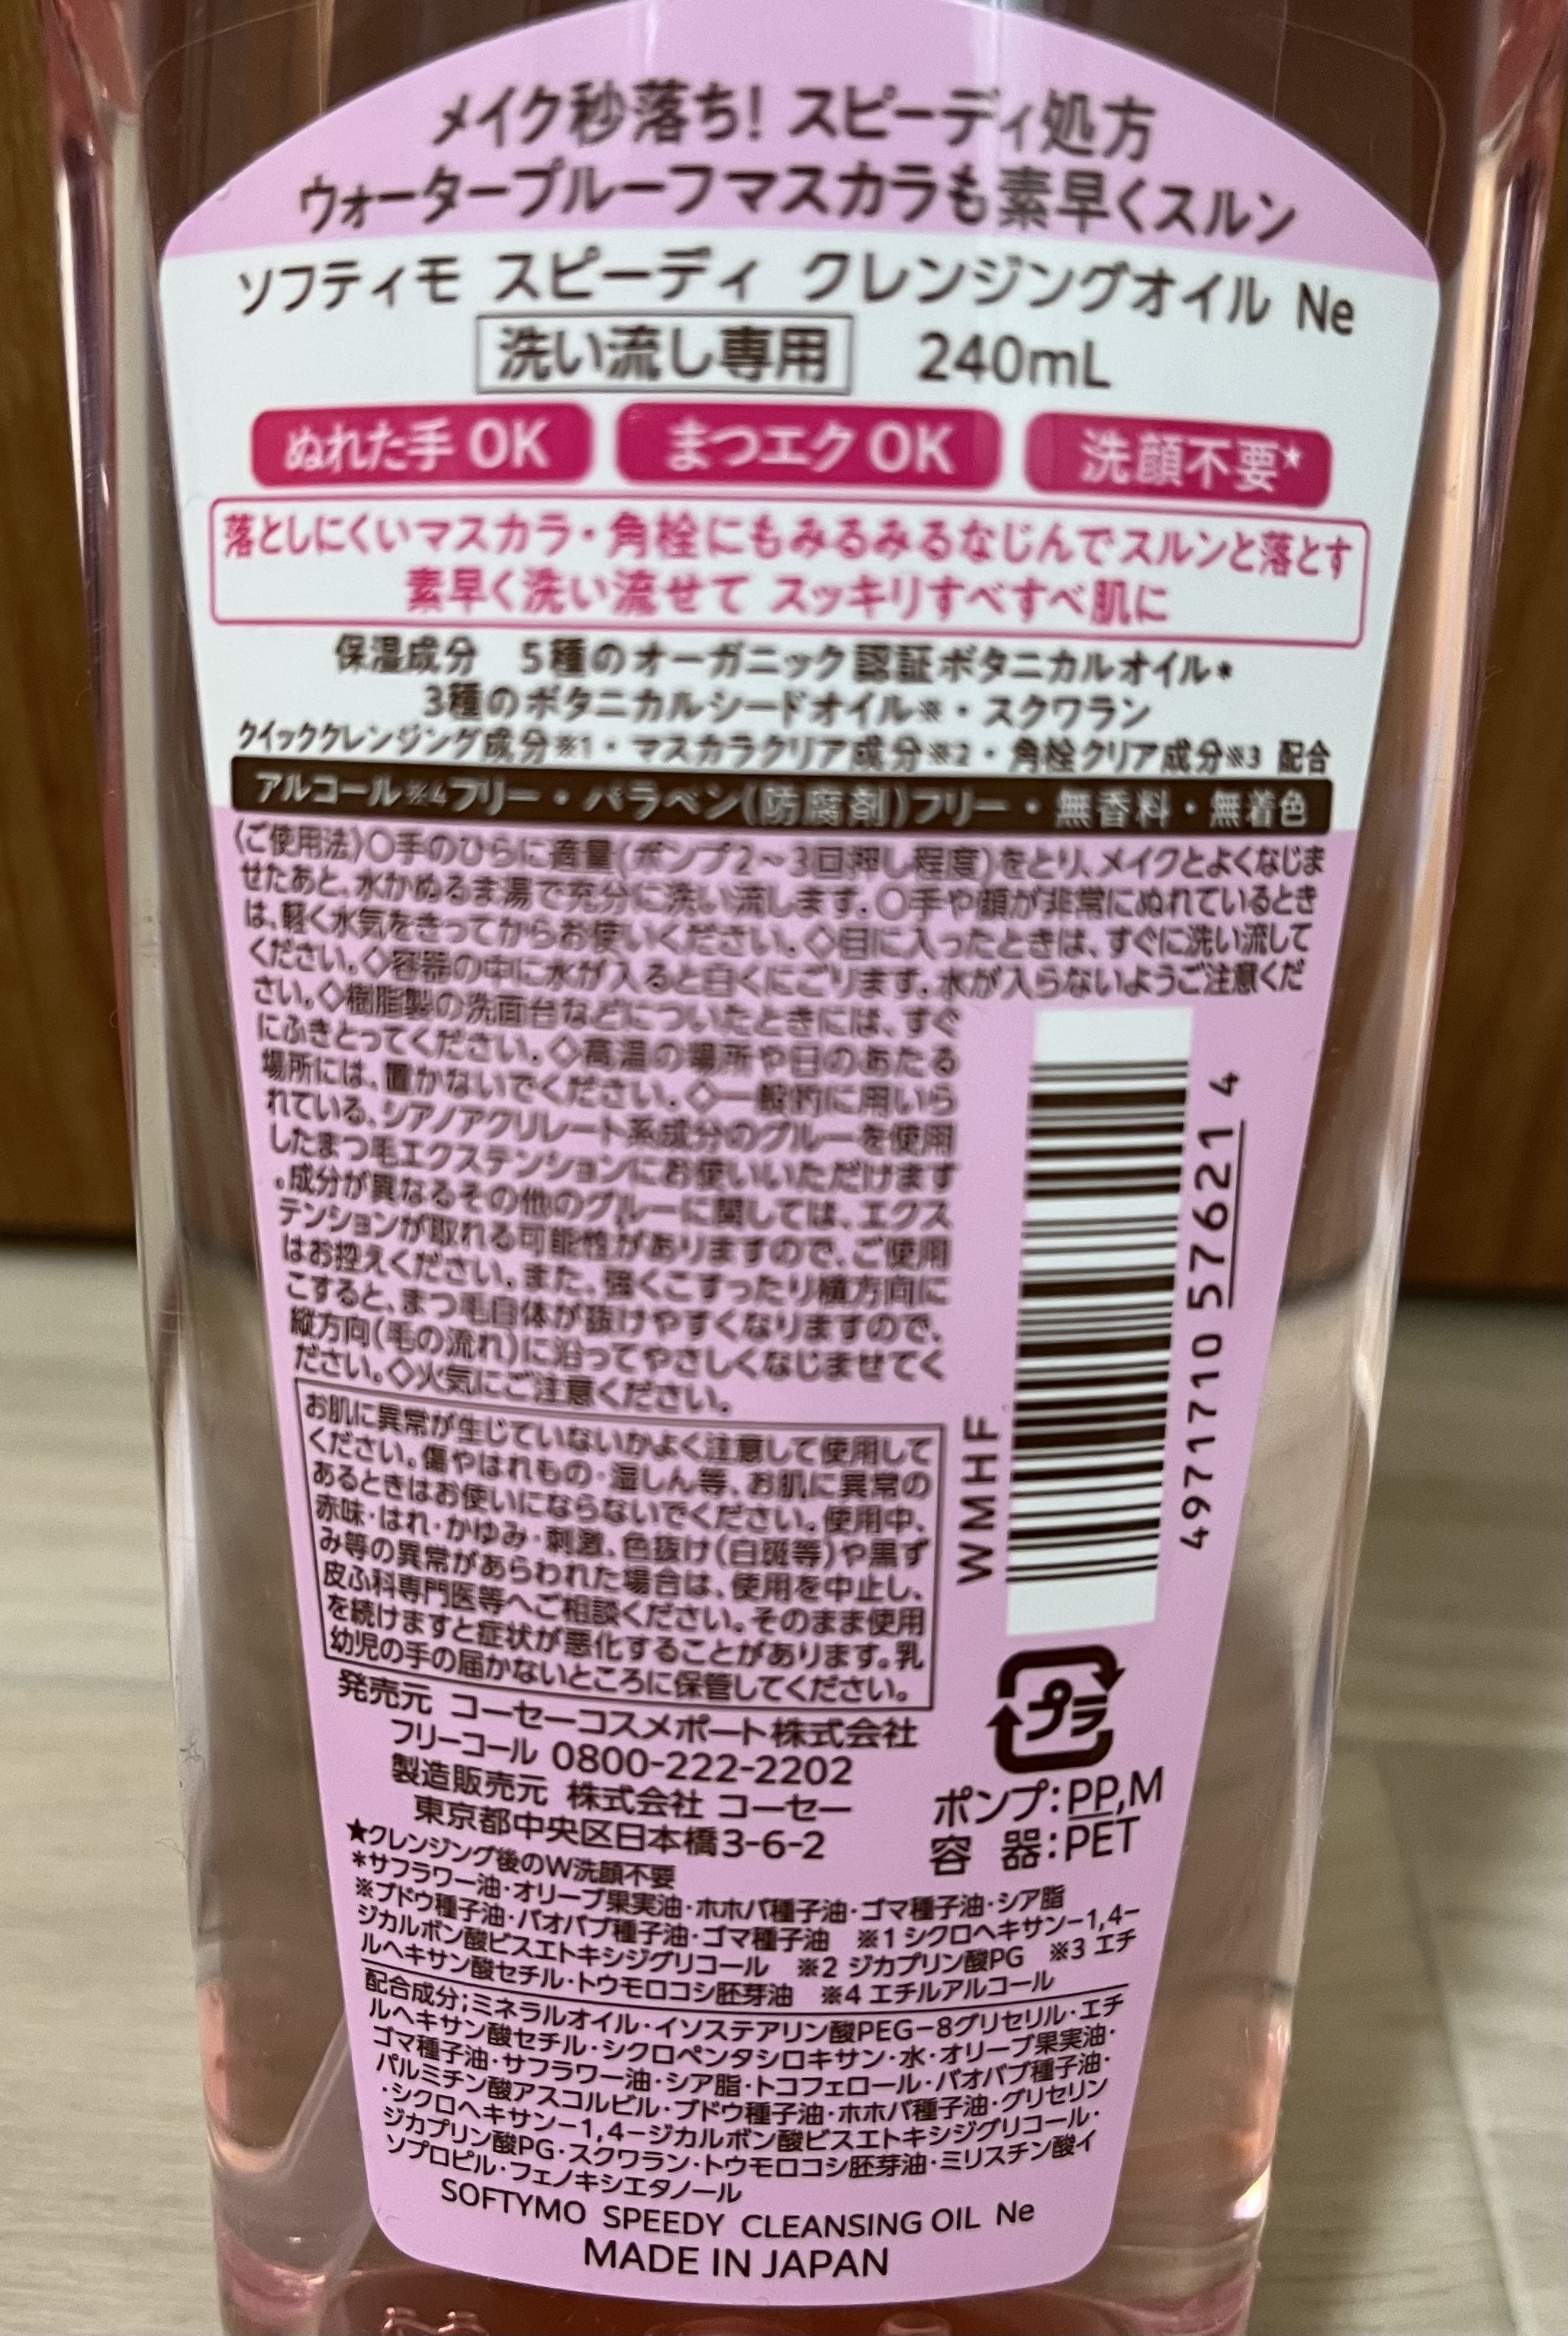 メイク秒落ち! スピーディ処方
ウォータープルーフマスカラも素早くスルン
ソフティモ スピーディ クレンジングオイル Ne
洗い流し専用 240mL
ぬれた手 OK まつエク OK 洗顔不要★
落としにくいマスカラ・角栓にもみるみるなじんでスルンと落とす
素早く洗い流せて スッキリすべすべ肌に
保湿成分 5種のオーガニック認証ボタニカルオイル*
3種のボタニカルシードオイル※・スクワラン
クイッククレンジング成分※1・マスカラクリア成分※2・角栓クリア成分※3 配合
アルコール※4フリー・パラベン(防腐剤)フリー・無香料・無着色
〈ご使用法〉○手のひらに適量(ポンプ2〜3回押し程度)をとり、メイクとよくなじま
せたあと、水かぬるま湯で充分に洗い流します。○手や顔が非常にぬれているとき
は、軽く水気をきってからお使いください。◇目に入ったときは、すぐに洗い流して
ください。◇容器の中に水が入ると白くにごります。水が入らないようご注意くだ
さい。◇樹脂製の洗面台などについたときには、すぐ
にふきとってください。◇高温の場所や日のあたる
場所には、置かないでください。◇一般的に用いら
れている、シアノアクリレート系成分のグルーを使用
したまつ毛エクステンションにお使いいただけます
。成分が異なるその他のグルーに関しては、エクス
テンションが取れる可能性がありますので、ご使用
はお控えください。また、強くこすったり横方向に
こすると、まつ毛自体が抜けやすくなりますので、
縦方向(毛の流れ)に沿ってやさしくなじませてく
ださい。◇火気にご注意ください。
お肌に異常が生じていないかよく注意して使用して
ください。傷やはれもの・湿しん等、お肌に異常の
あるときはお使いにならないでください。使用中、
赤味・はれ・かゆみ・刺激、色抜け(白斑等)や黒ず
み等の異常があらわれた場合は、使用を中止し、
皮ふ科専門医等へご相談ください。そのまま使用
を続けますと症状が悪化することがあります。乳
幼児の手の届かないところに保管してください。
WMHF
4971710 576214
プラ
ポンプ:PP,M
容 器:PET
発売元 コーセーコスメポート株式会社
フリーコール 0800-222-2202
製造販売元 株式会社 コーセー
東京都中央区日本橋3-6-2
★クレンジング後のW洗顔不要
*サフラワー油・オリーブ果実油・ホホバ種子油・ゴマ種子油・シア脂
※ブドウ種子油・バオバブ種子油・ゴマ種子油 ※1 シクロヘキサン−1,4−
ジカルボン酸ビスエトキシジグリコール ※2 ジカプリン酸PG ※3 エチ
ルヘキサン酸セチル・トウモロコシ胚芽油 ※4 エチルアルコール
配合成分;ミネラルオイル・イソステアリン酸PEG−8グリセリル・エチ
ルヘキサン酸セチル・シクロペンタシロキサン・水・オリーブ果実油・
ゴマ種子油・サフラワー油・シア脂・トコフェロール・バオバブ種子油・
パルミチン酸アスコルビル・ブドウ種子油・ホホバ種子油・グリセリン
・シクロヘキサン−1,4−ジカルボン酸ビスエトキシジグリコール・
ジカプリン酸PG・スクワラン・トウモロコシ胚芽油・ミリスチン酸イ
ソプロピル・フェノキシエタノール
SOFTYMO SPEEDY CLEANSING OIL Ne
MADE IN JAPAN